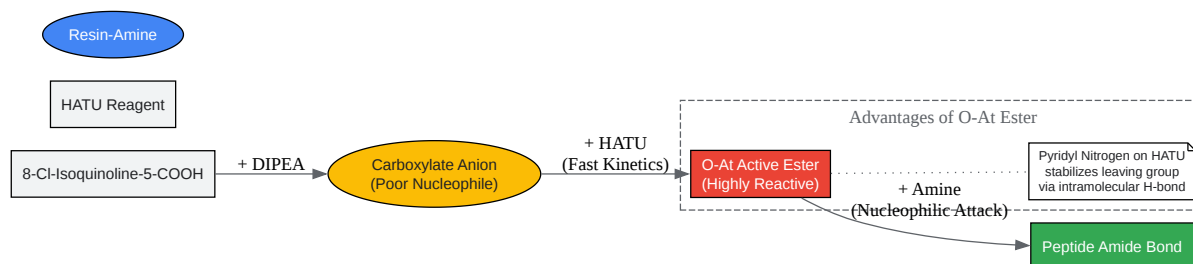 Resin-Amine
HATU Reagent
8-Cl-Isoquinoline-5-COOH
+ DIPEA
Carboxylate Anion
(Poor Nucleophile)
+ HATU
(Fast Kinetics)
Advantages of O-At Ester
O-At Active Ester
(Highly Reactive)
Pyridyl Nitrogen on HATU
stabilizes leaving group
via intramolecular H-bond
+ Amine
(Nucleophilic Attack)
Peptide Amide Bond